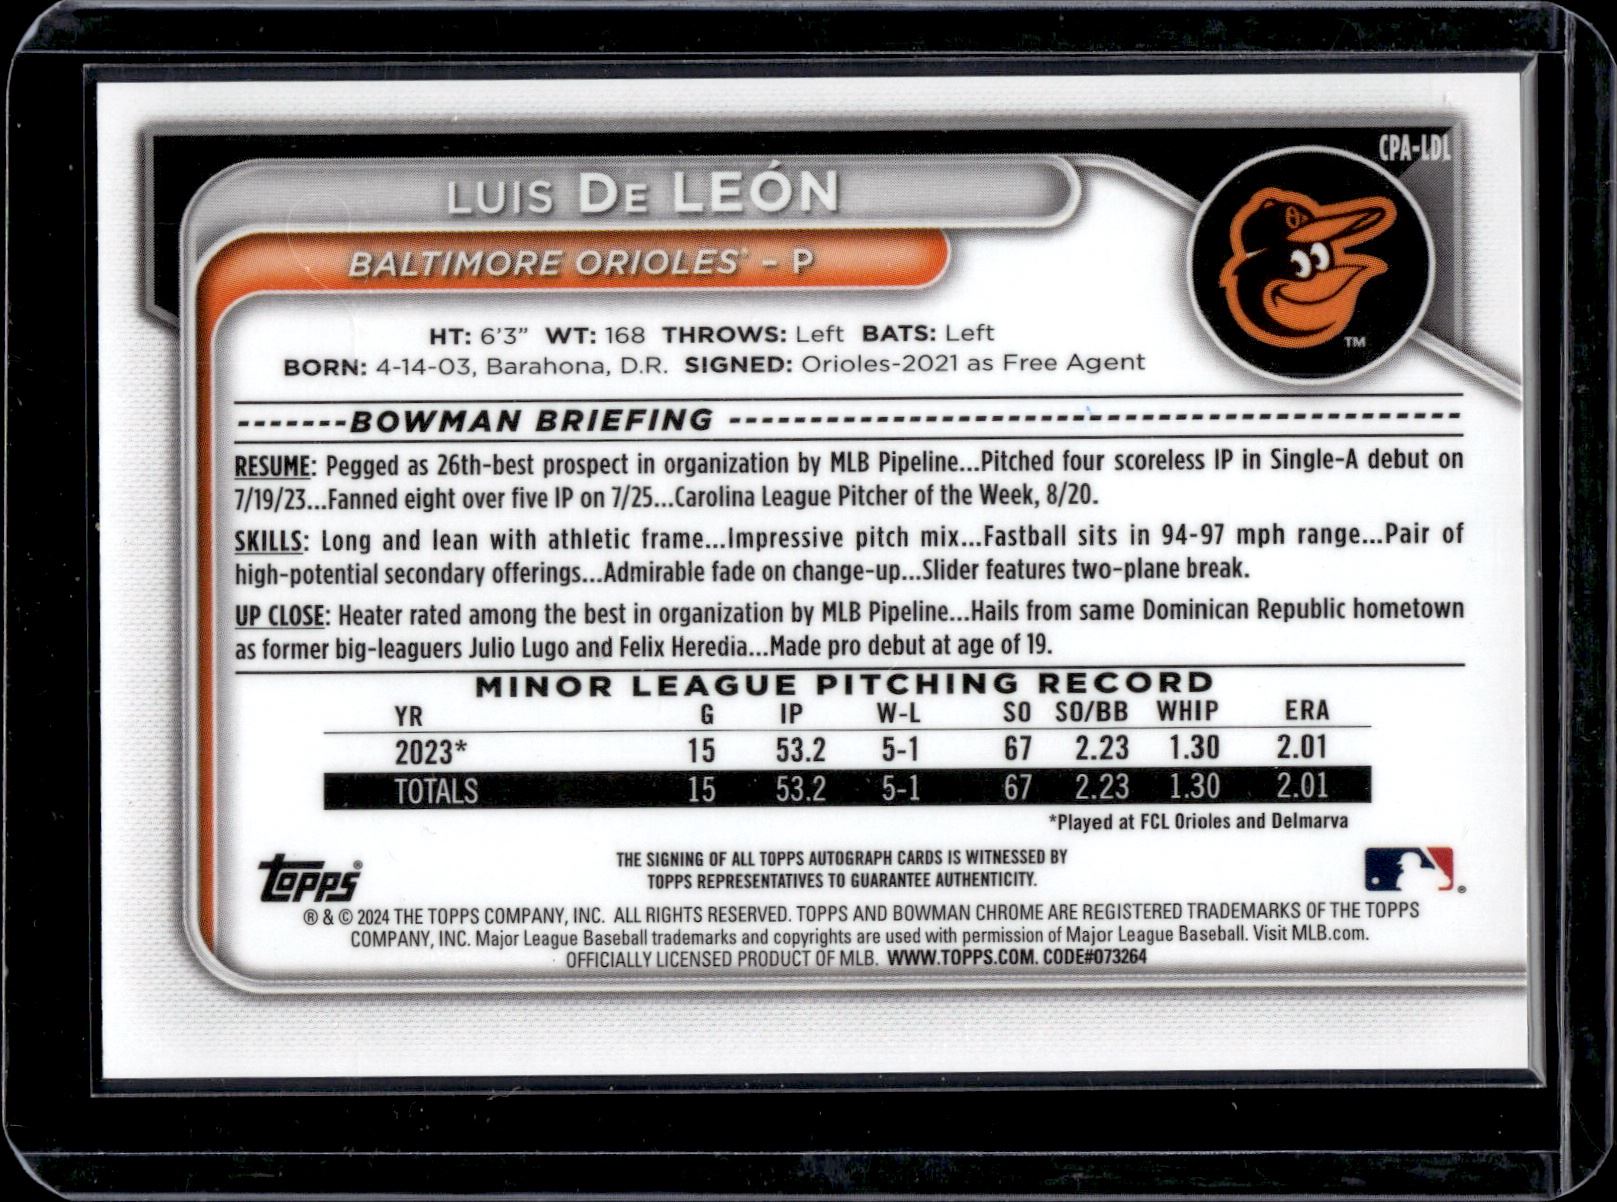 CPA-LDL
LUIS DE LEÓN
BALTIMORE ORIOLES® – P
TM
HT: 6'3" WT: 168 THROWS: Left BATS: Left
BORN: 4-14-03, Barahona, D.R. SIGNED: Orioles-2021 as Free Agent
-------BOWMAN BRIEFING ----------------------------------------------
RESUME: Pegged as 26th-best prospect in organization by MLB Pipeline...Pitched four scoreless IP in Single-A debut on
7/19/23...Fanned eight over five IP on 7/25...Carolina League Pitcher of the Week, 8/20.
SKILLS: Long and lean with athletic frame...Impressive pitch mix...Fastball sits in 94-97 mph range...Pair of
high-potential secondary offerings...Admirable fade on change-up...Slider features two-plane break.
UP CLOSE: Heater rated among the best in organization by MLB Pipeline...Hails from same Dominican Republic hometown
as former big-leaguers Julio Lugo and Felix Heredia...Made pro debut at age of 19.
MINOR LEAGUE PITCHING RECORD
YR G IP W-L SO SO/BB WHIP ERA
2023* 15 53.2 5-1 67 2.23 1.30 2.01
TOTALS 15 53.2 5-1 67 2.23 1.30 2.01
*Played at FCL Orioles and Delmarva
topps®
THE SIGNING OF ALL TOPPS AUTOGRAPH CARDS IS WITNESSED BY
TOPPS REPRESENTATIVES TO GUARANTEE AUTHENTICITY.
®
® & © 2024 THE TOPPS COMPANY, INC. ALL RIGHTS RESERVED. TOPPS AND BOWMAN CHROME ARE REGISTERED TRADEMARKS OF THE TOPPS
COMPANY, INC. Major League Baseball trademarks and copyrights are used with permission of Major League Baseball. Visit MLB.com.
OFFICIALLY LICENSED PRODUCT OF MLB. WWW.TOPPS.COM. CODE#073264